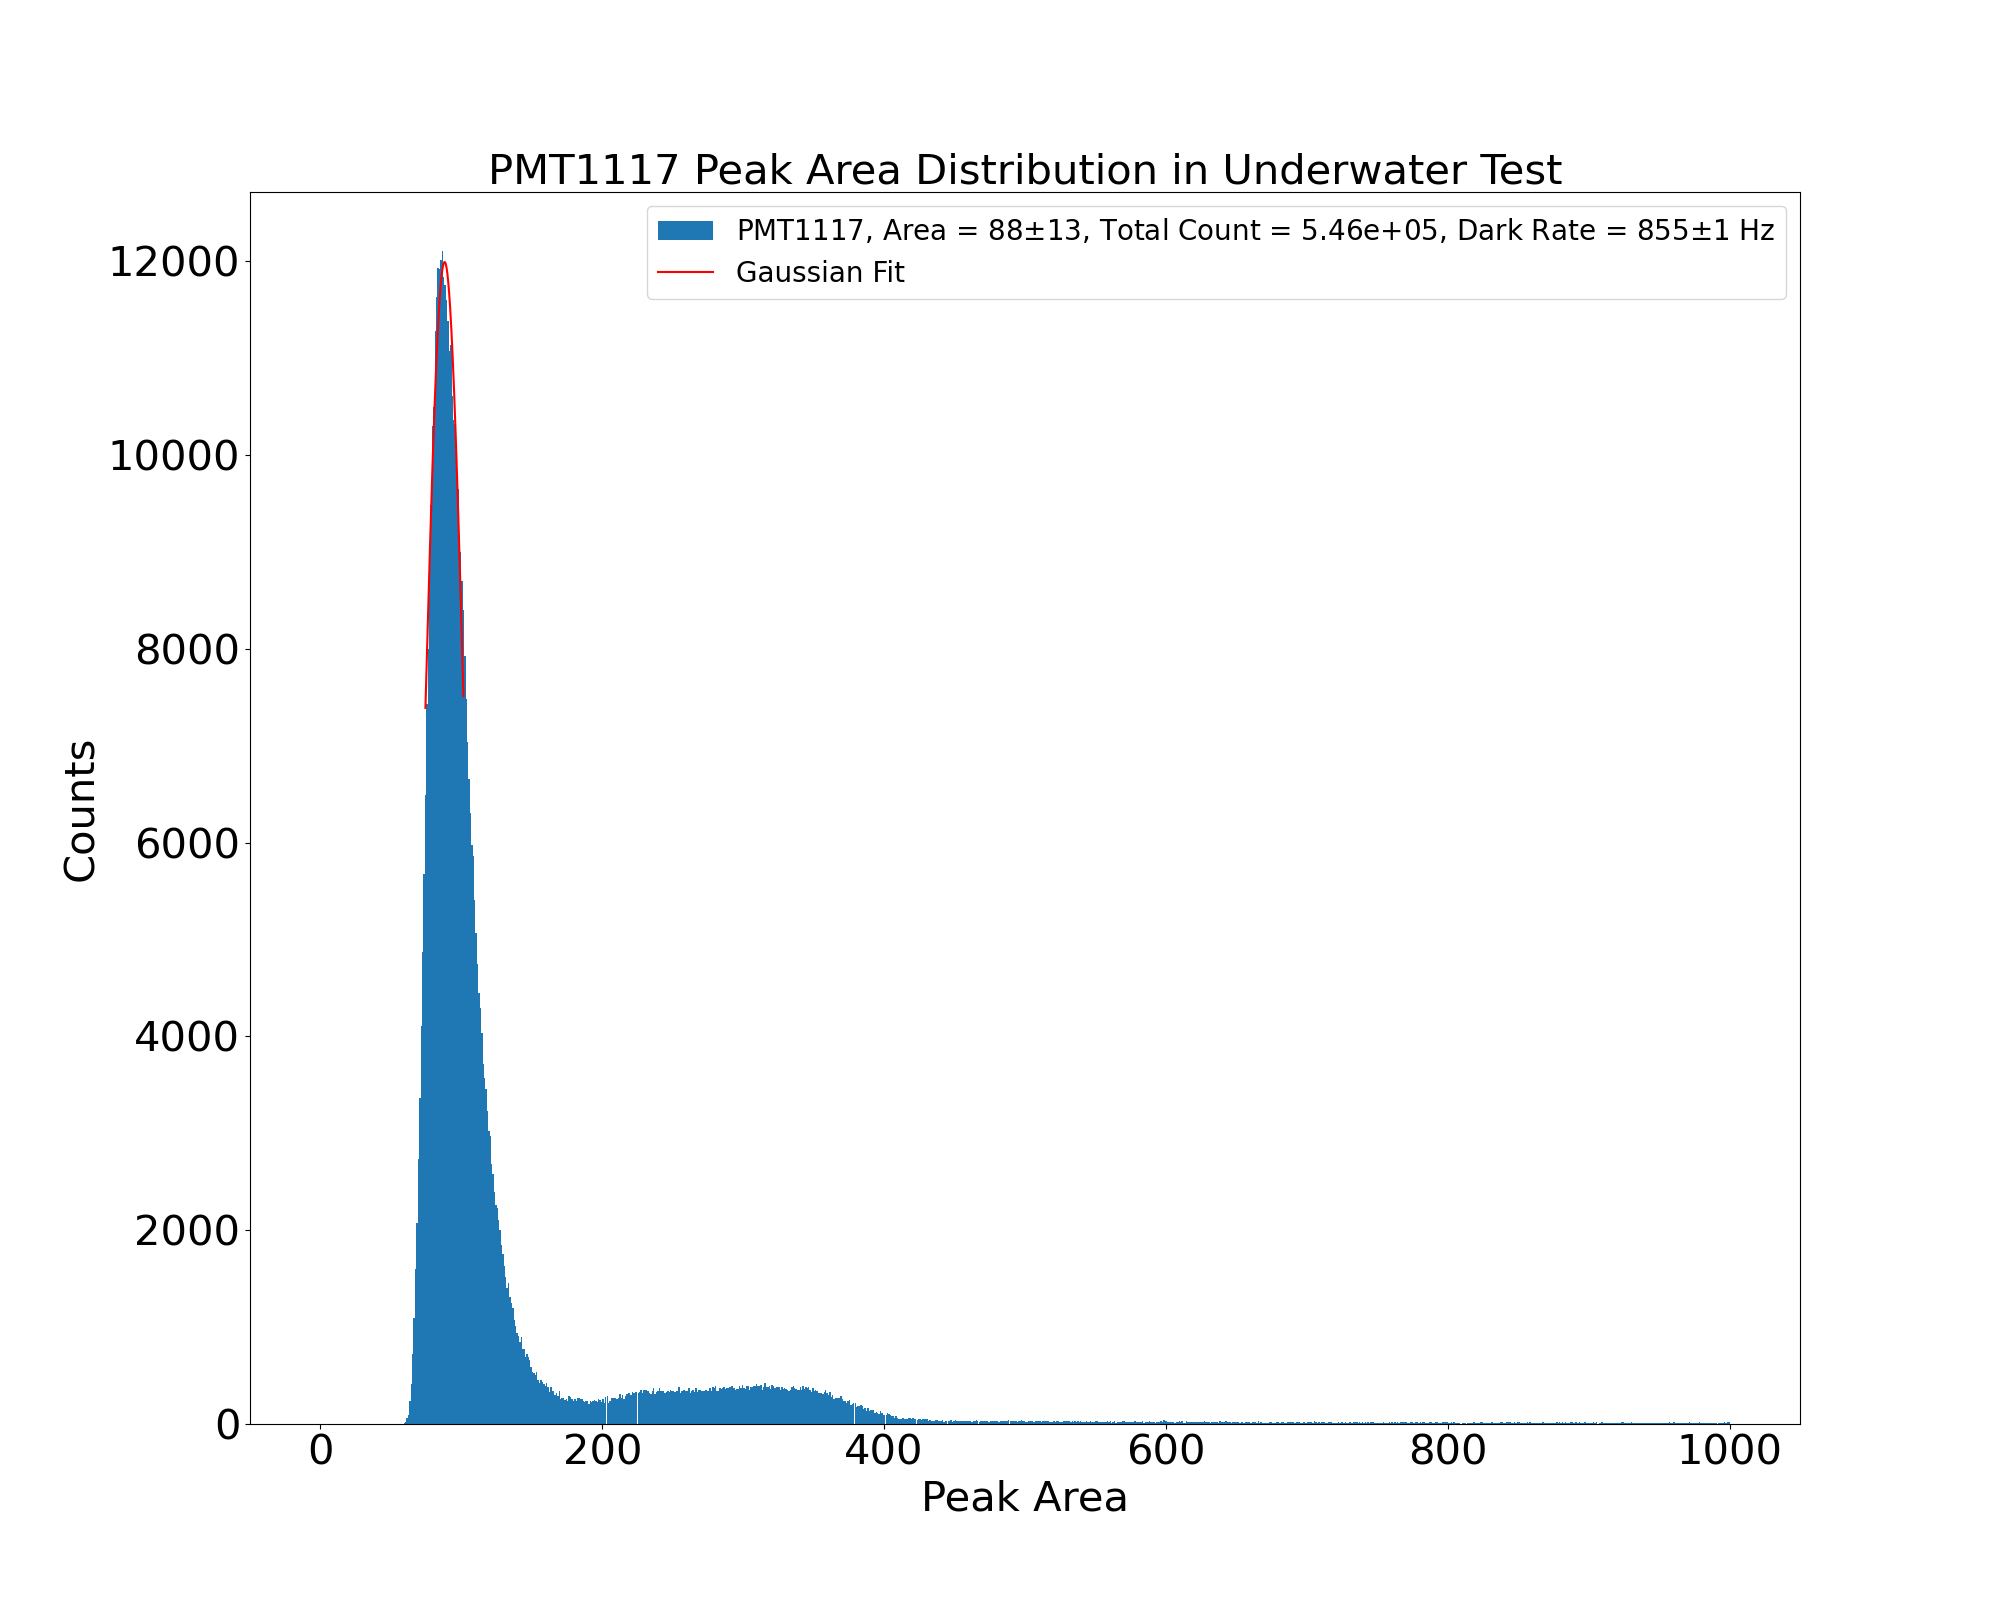 PMT1117 Peak Area Distribution in Underwater Test
PMT1117, Area = 88±13, Total Count = 5.46e+05, Dark Rate = 855±1 Hz
Gaussian Fit
12000
10000
8000
6000
4000
2000
0
Counts
0 200 400 600 800 1000
Peak Area